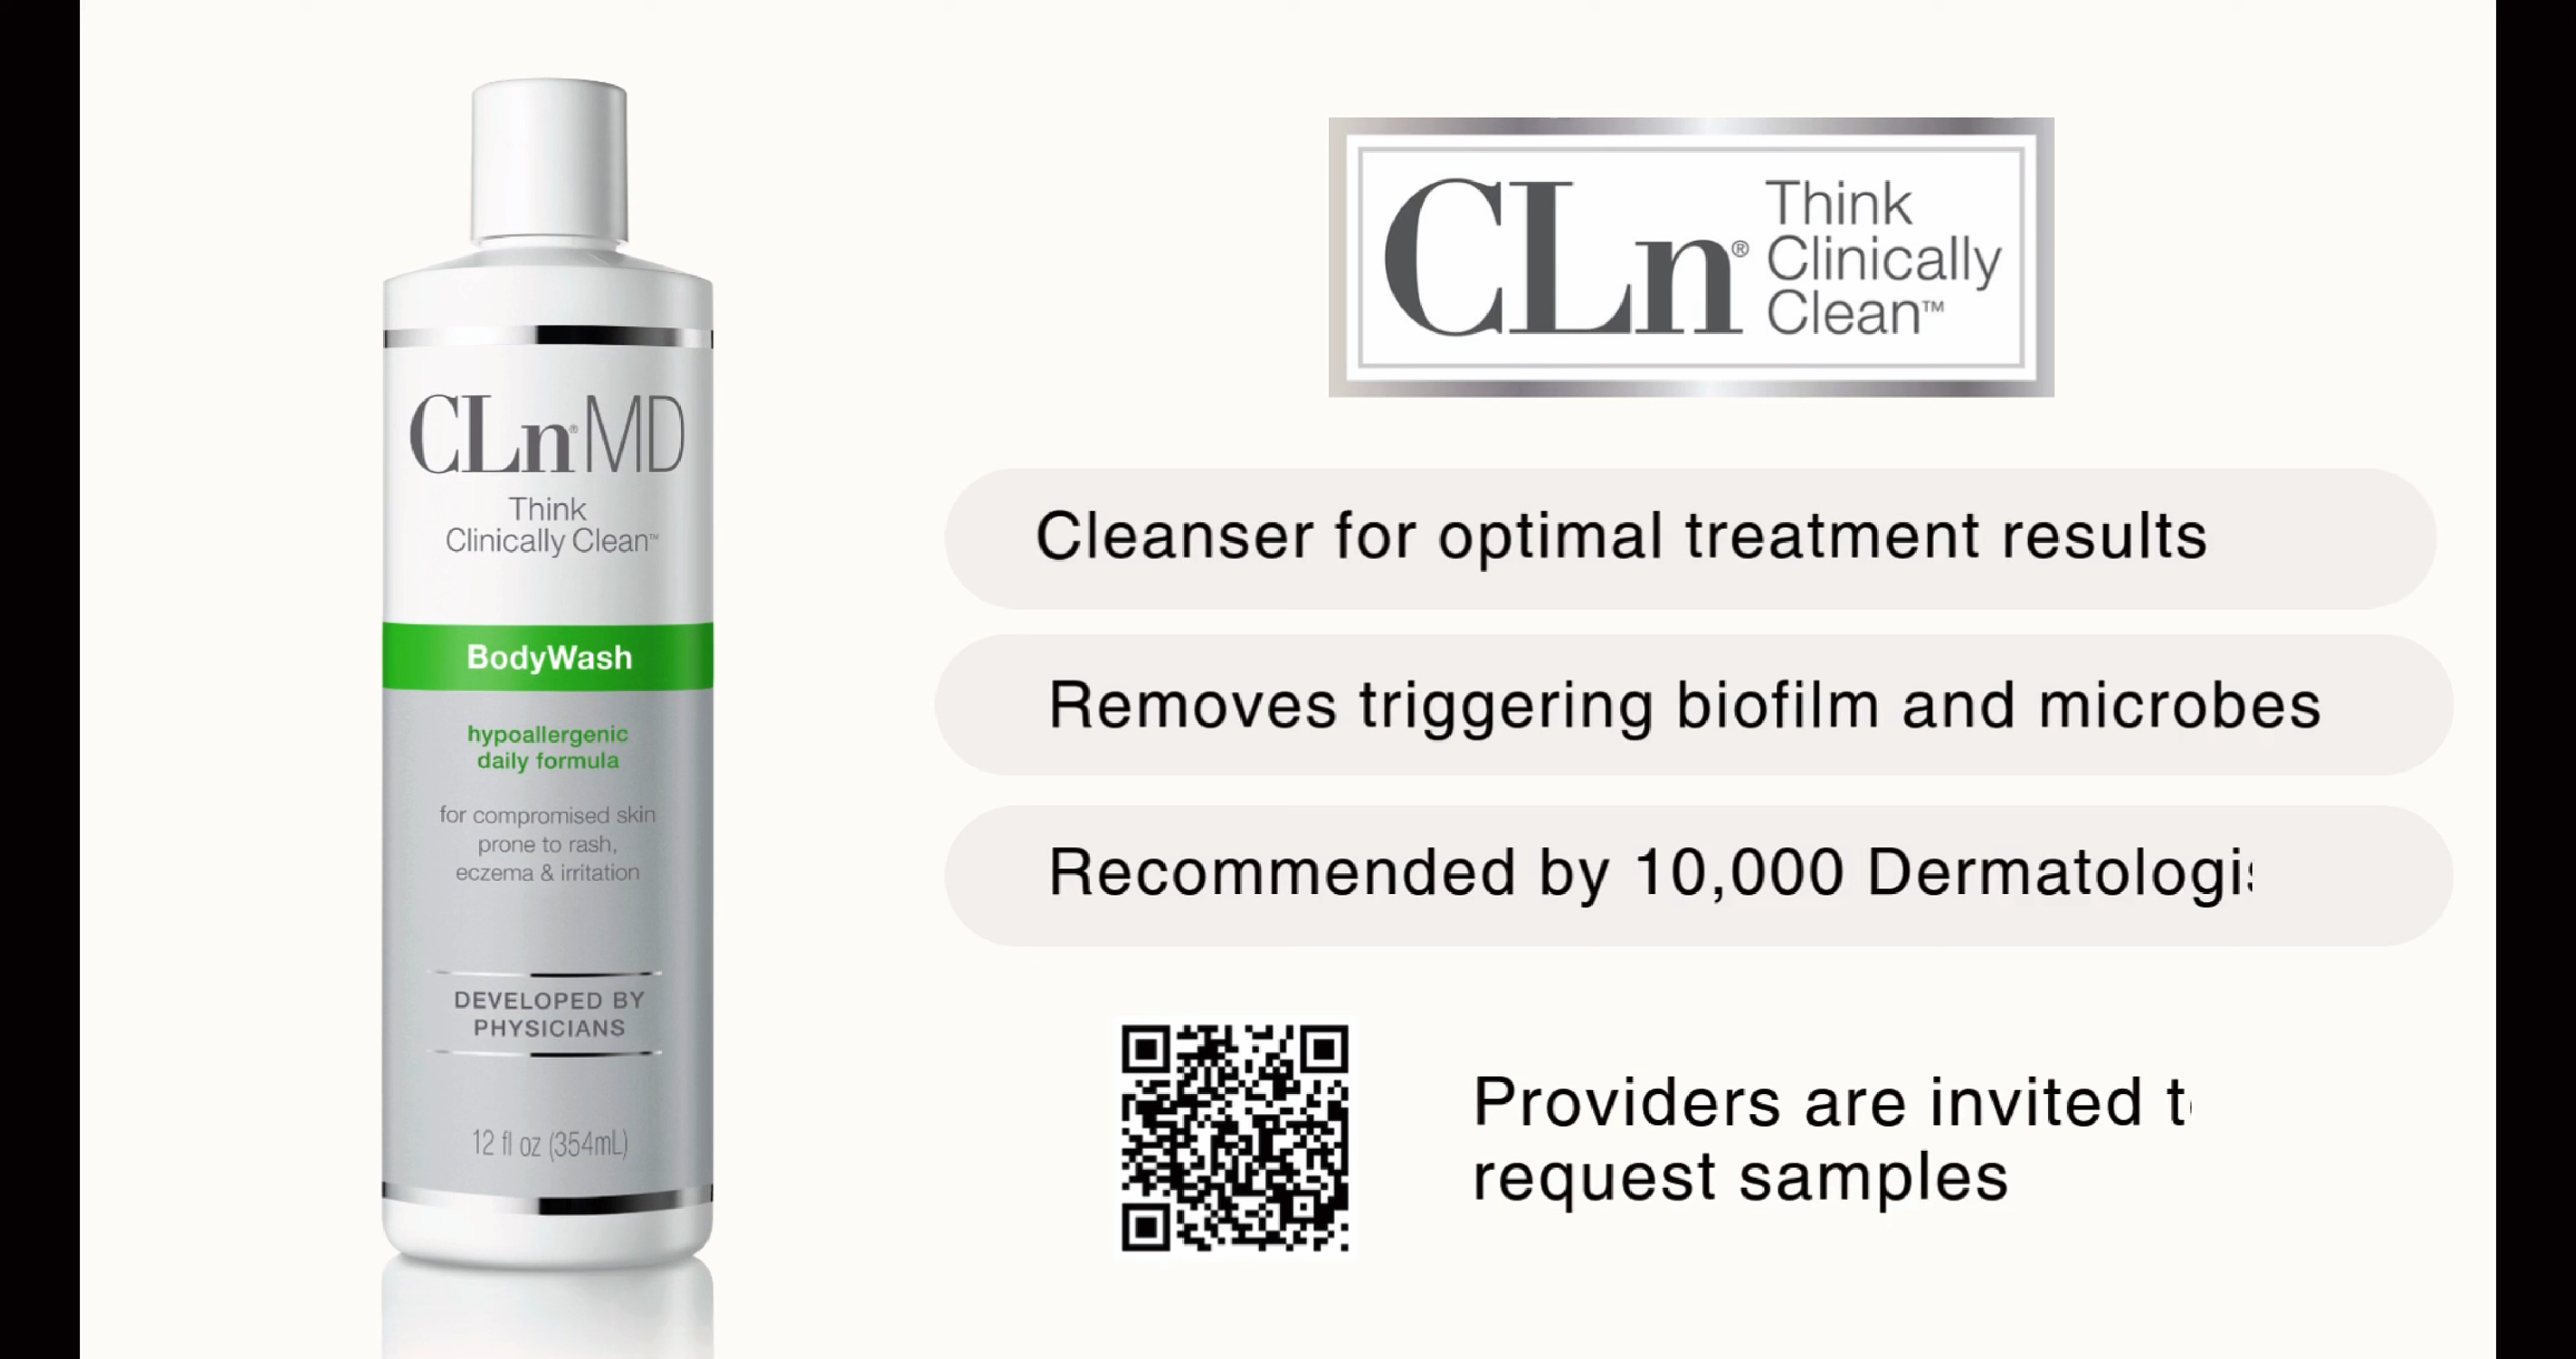 CLn® MD
Think
Clinically Clean™
BodyWash
hypoallergenic
daily formula
for compromised skin
prone to rash,
eczema & irritation
DEVELOPED BY
PHYSICIANS
12 fl oz (354mL)
CLn®
Think
Clinically
Clean™
Cleanser for optimal treatment results
Removes triggering biofilm and microbes
Recommended by 10,000
Providers are invited
request samples